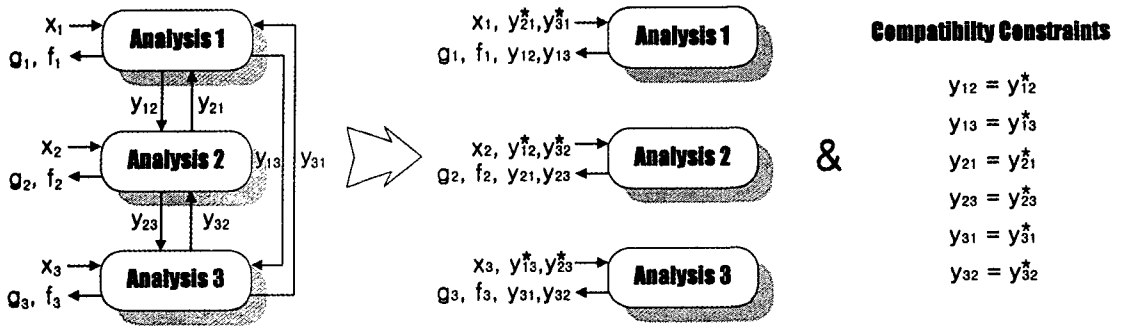 x1
Analysis 1
g1, f1
y12
y21
x2
Analysis 2
g2, f2
y13
y31
y23
y32
x3
Analysis 3
g3, f3
x1, y*21,y*31
Analysis 1
g1, f1, y12,y13
x2, y*12,y*32
Analysis 2
g2, f2, y21,y23
x3, y*13,y*23
Analysis 3
g3, f3, y31,y32
&
Compatibilty Constraints
y12 = y*12
y13 = y*13
y21 = y*21
y23 = y*23
y31 = y*31
y32 = y*32